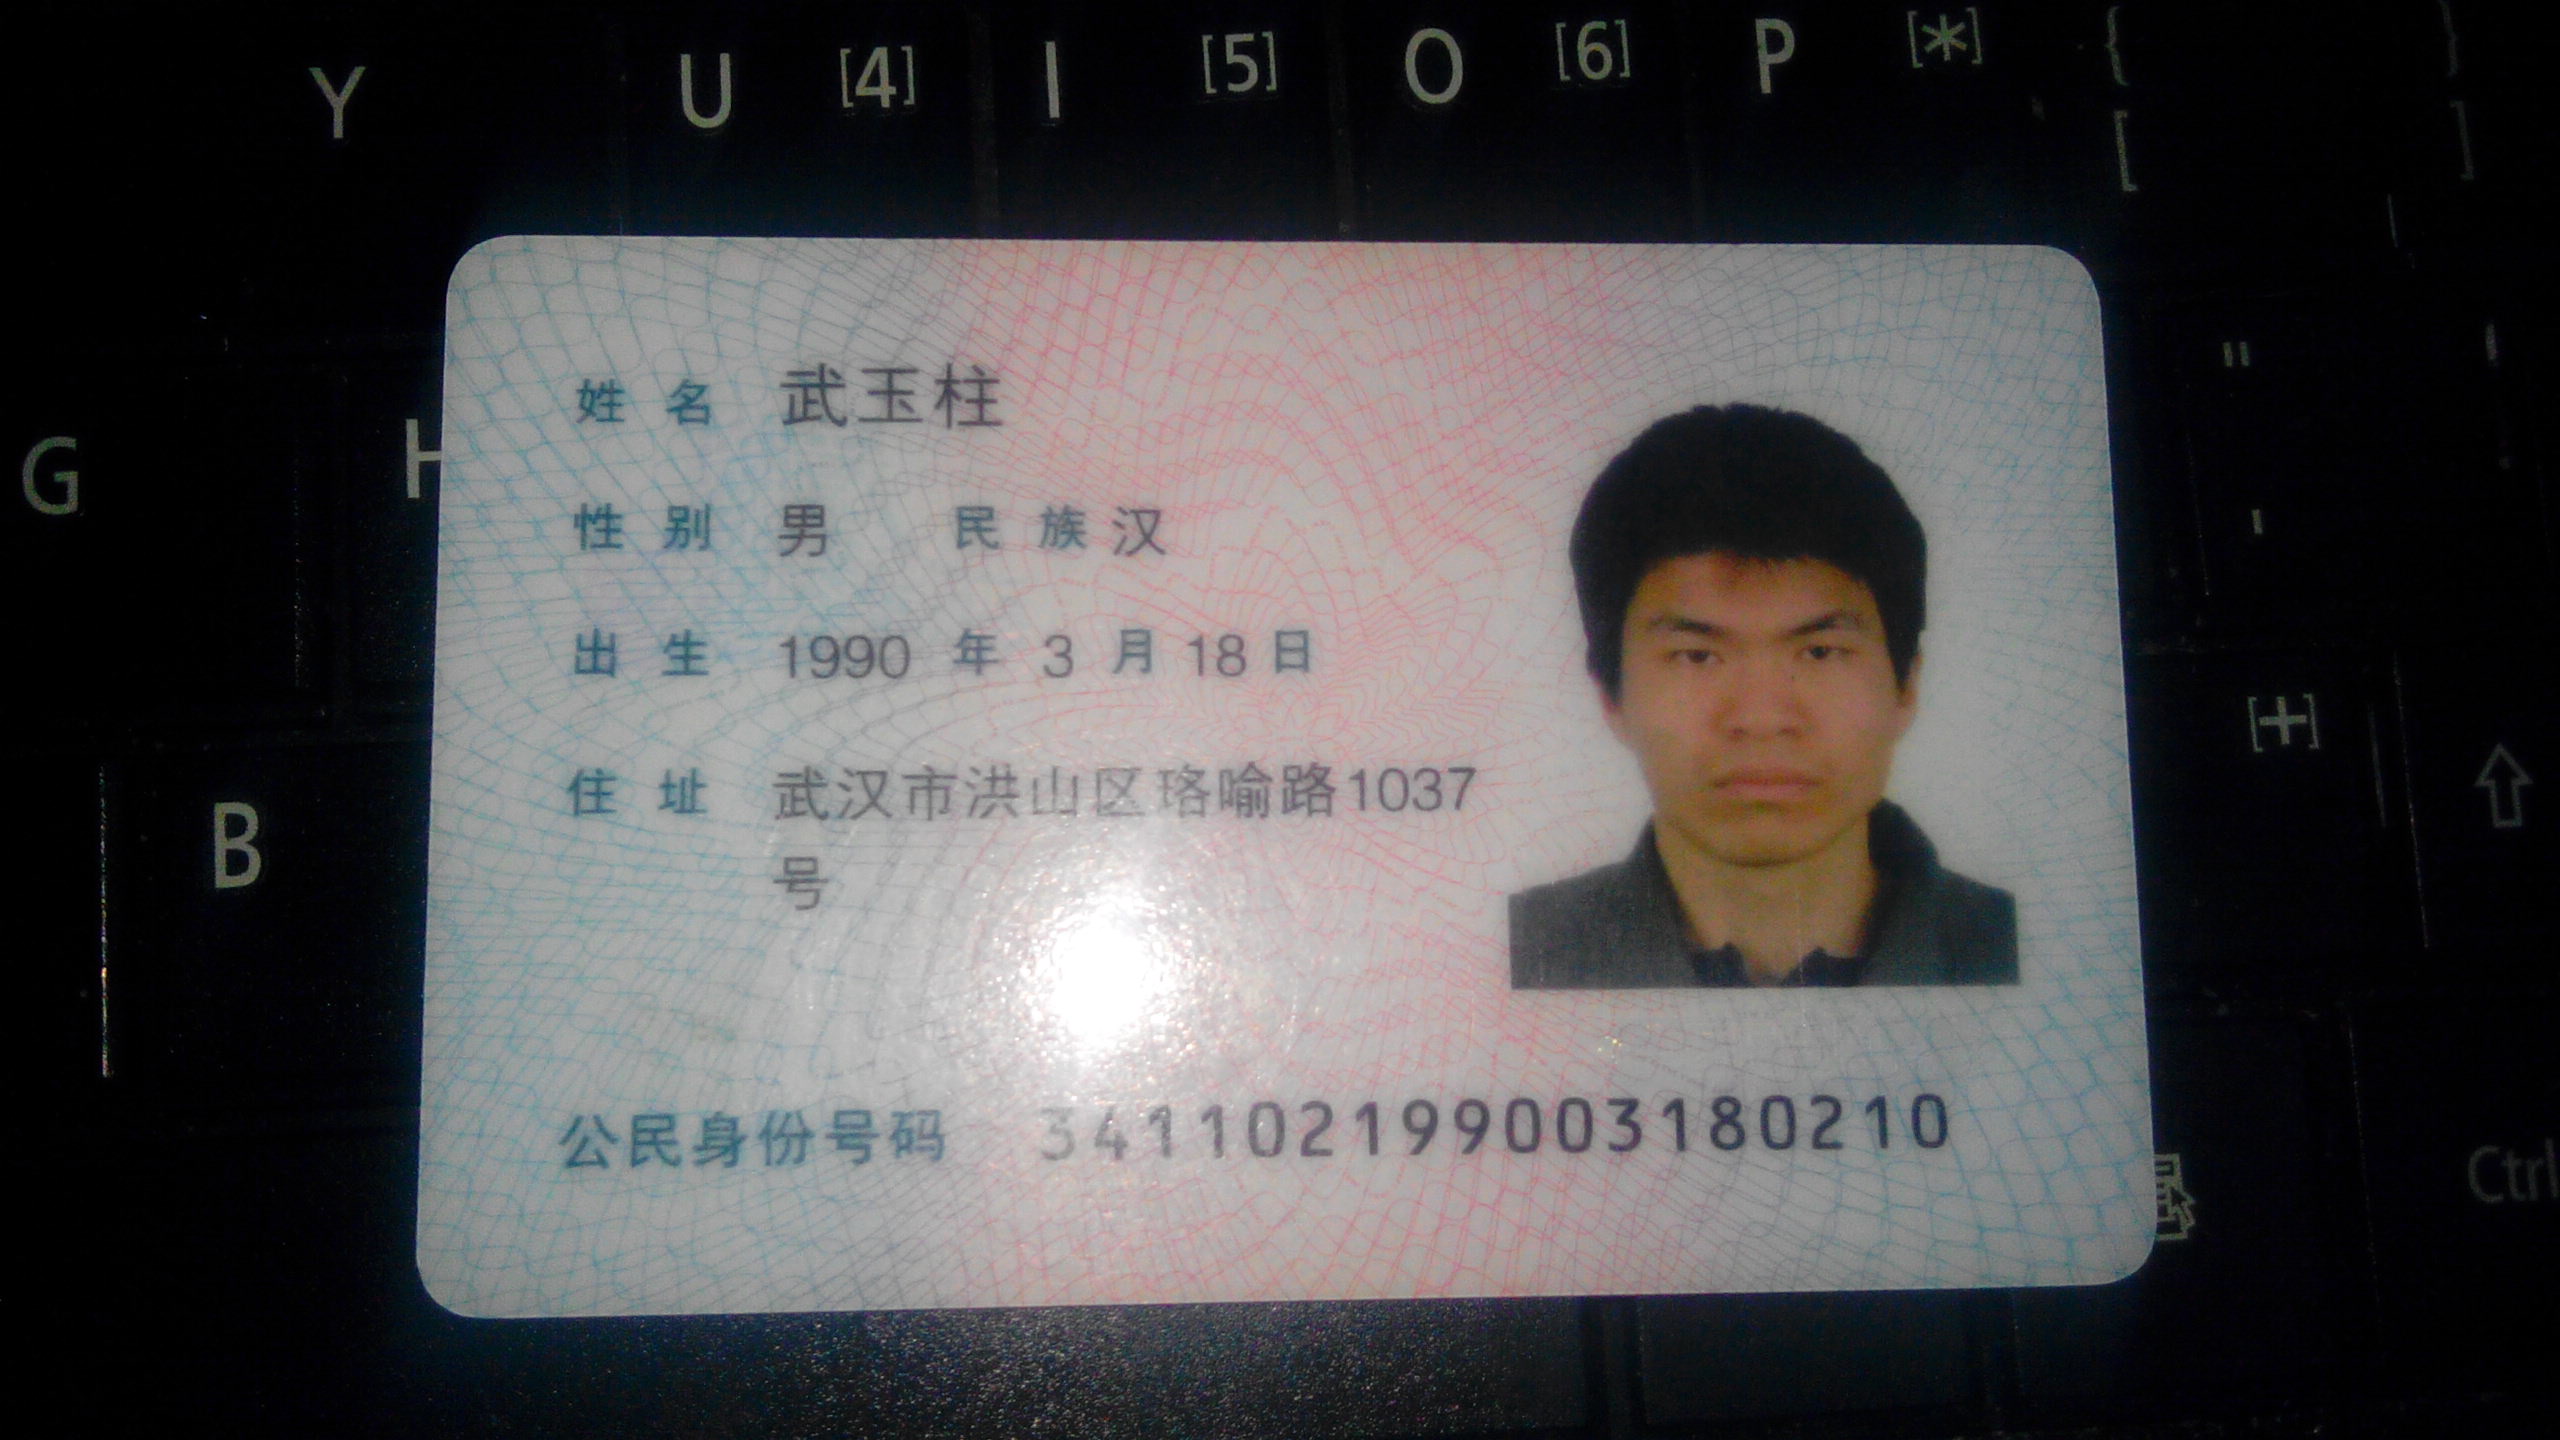 Y U [4] I [5] O [6] P [*] { }
[ ]
姓名 武玉柱
G H "
性别 男 民族 汉
'
出生 1990 年 3 月 18 日
[+]
住址 武汉市洪山区珞喻路1037
B
号
公民身份号码 341102199003180210
Ctrl